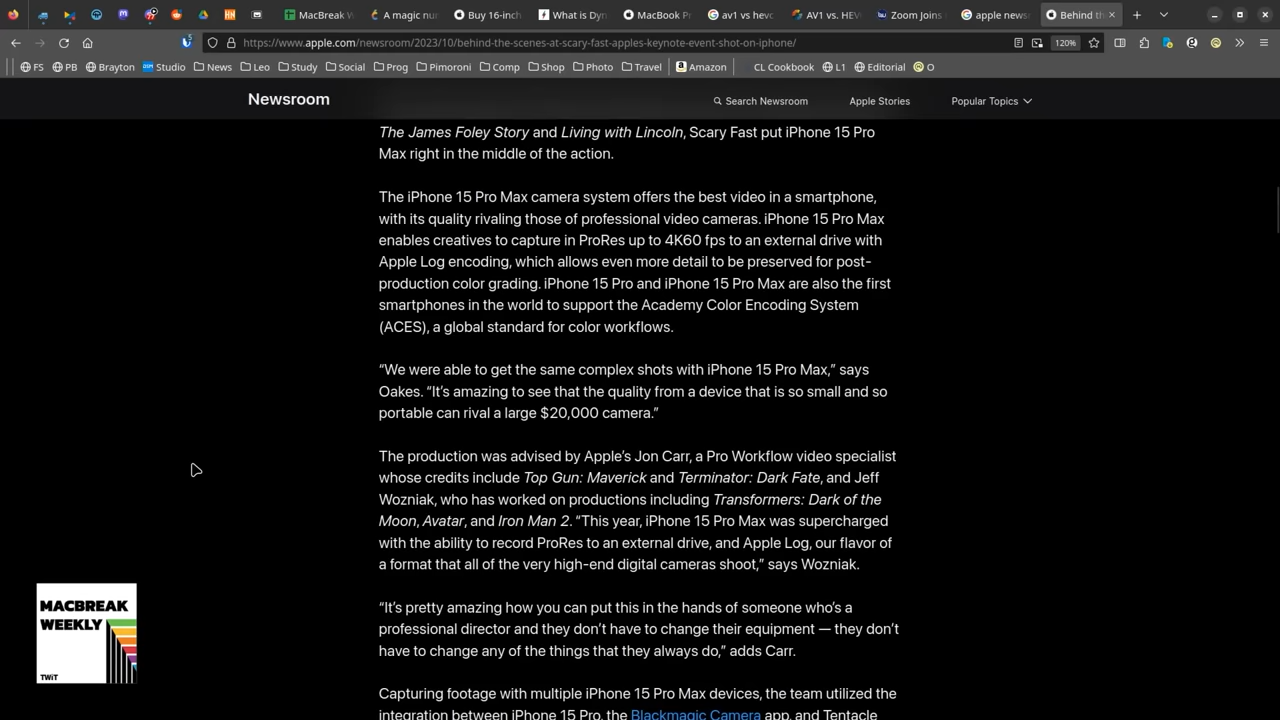 MacBreak W
A magic nu
Buy 16-inch
What is Dyn
MacBook Pr
av1 vs hevc
AV1 vs. HEV
Zoom Joins
apple news
Behind th
https://www.apple.com/newsroom/2023/10/behind-the-scenes-at-scary-fast-apples-keynote-event-shot-on-iphone/
120%
FS PB Brayton Studio News Leo Study Social Prog Pimoroni Comp Shop Photo Travel Amazon CL Cookbook L1 Editorial O
Newsroom
Search Newsroom Apple Stories Popular Topics
The James Foley Story and Living with Lincoln, Scary Fast put iPhone 15 Pro
Max right in the middle of the action.
The iPhone 15 Pro Max camera system offers the best video in a smartphone,
with its quality rivaling those of professional video cameras. iPhone 15 Pro Max
enables creatives to capture in ProRes up to 4K60 fps to an external drive with
Apple Log encoding, which allows even more detail to be preserved for post-
production color grading. iPhone 15 Pro and iPhone 15 Pro Max are also the first
smartphones in the world to support the Academy Color Encoding System
(ACES), a global standard for color workflows.
“We were able to get the same complex shots with iPhone 15 Pro Max,” says
Oakes. “It’s amazing to see that the quality from a device that is so small and so
portable can rival a large $20,000 camera.”
The production was advised by Apple’s Jon Carr, a Pro Workflow video specialist
whose credits include Top Gun: Maverick and Terminator: Dark Fate, and Jeff
Wozniak, who has worked on productions including Transformers: Dark of the
Moon, Avatar, and Iron Man 2. “This year, iPhone 15 Pro Max was supercharged
with the ability to record ProRes to an external drive, and Apple Log, our flavor of
a format that all of the very high-end digital cameras shoot,” says Wozniak.
“It’s pretty amazing how you can put this in the hands of someone who’s a
professional director and they don’t have to change their equipment — they don’t
have to change any of the things that they always do,” adds Carr.
Capturing footage with multiple iPhone 15 Pro Max devices, the team utilized the
integration between iPhone 15 Pro, the Blackmagic Camera app, and Tentacle
MACBREAK
WEEKLY
TWiT